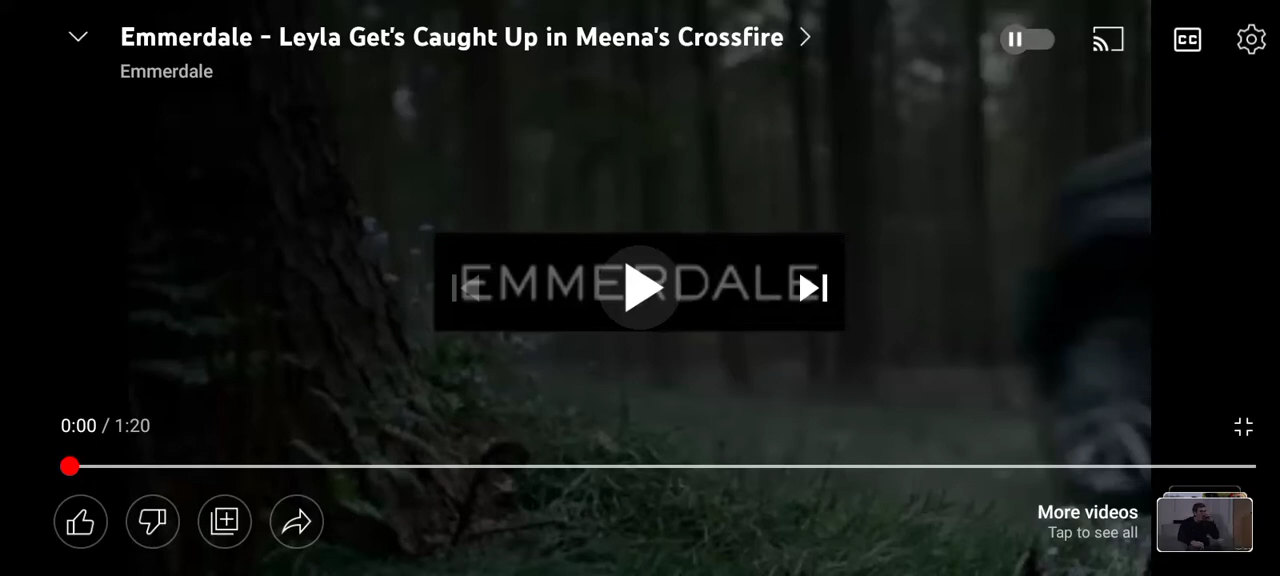 Emmerdale - Leyla Get's Caught Up in Meena's Crossfire
Emmerdale
CC
EMMERDALE
0:00 / 1:20
More videos
Tap to see all